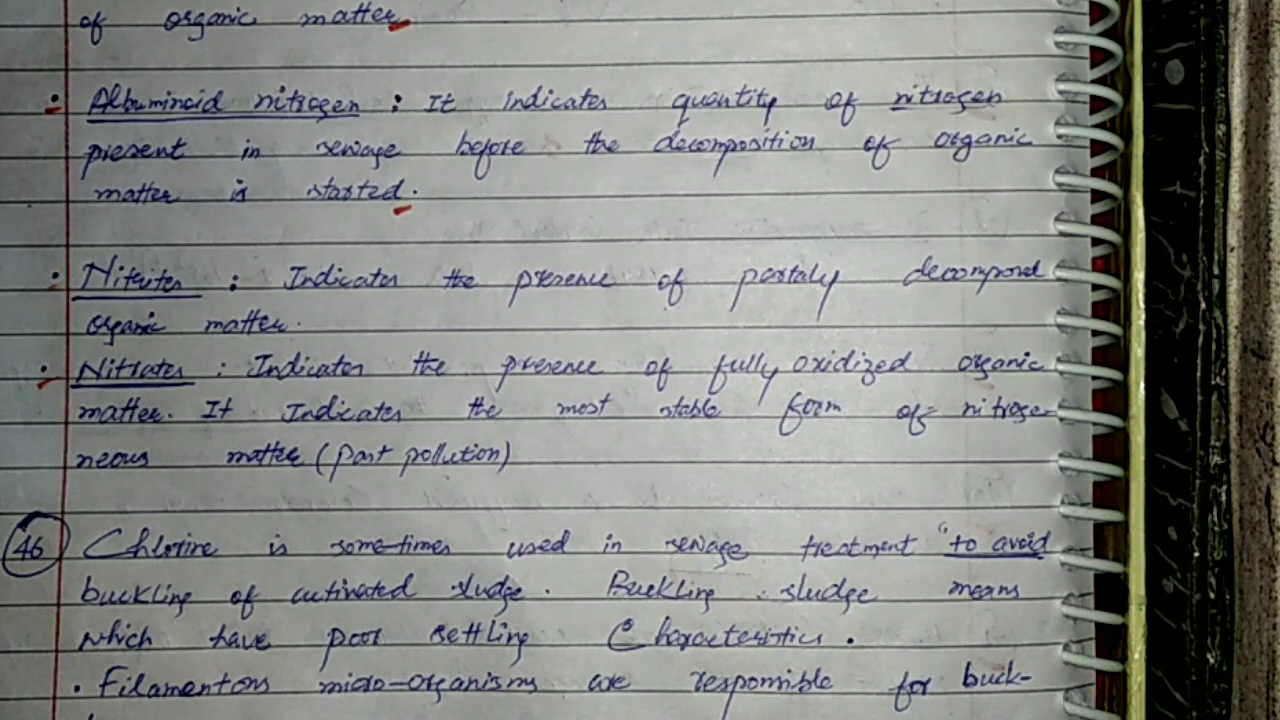 of organic matter.
: Albuminoid nitrogen : It indicates quantity of nitrogen
present in sewage before the decomposition of organic
matter is started.
: Nitrites : Indicates the presence of partaly decomposed
organic matter.
: Nitrates : Indicates the presence of fully oxidized organic
matter. It Indicates the most stable form of nitroge-
neous matter (Past pollution)
46 Chlorine is some-times used in sewage treatment "to avoid
buckling of autivated sludge. Buckling sludge means
which have poor settling Characteristics.
. Filamentons micro-organisms are responsible for buck-